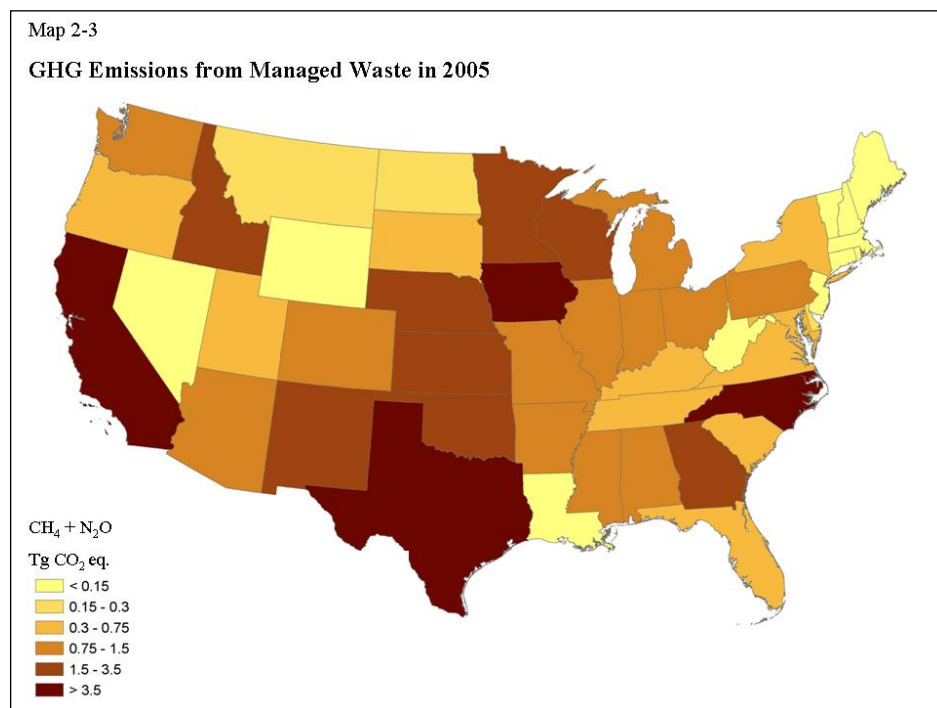 Map 2-3
GHG Emissions from Managed Waste in 2005
CH₄ + N₂O
Tg CO₂ eq.
< 0.15
0.15 - 0.3
0.3 - 0.75
0.75 - 1.5
1.5 - 3.5
> 3.5